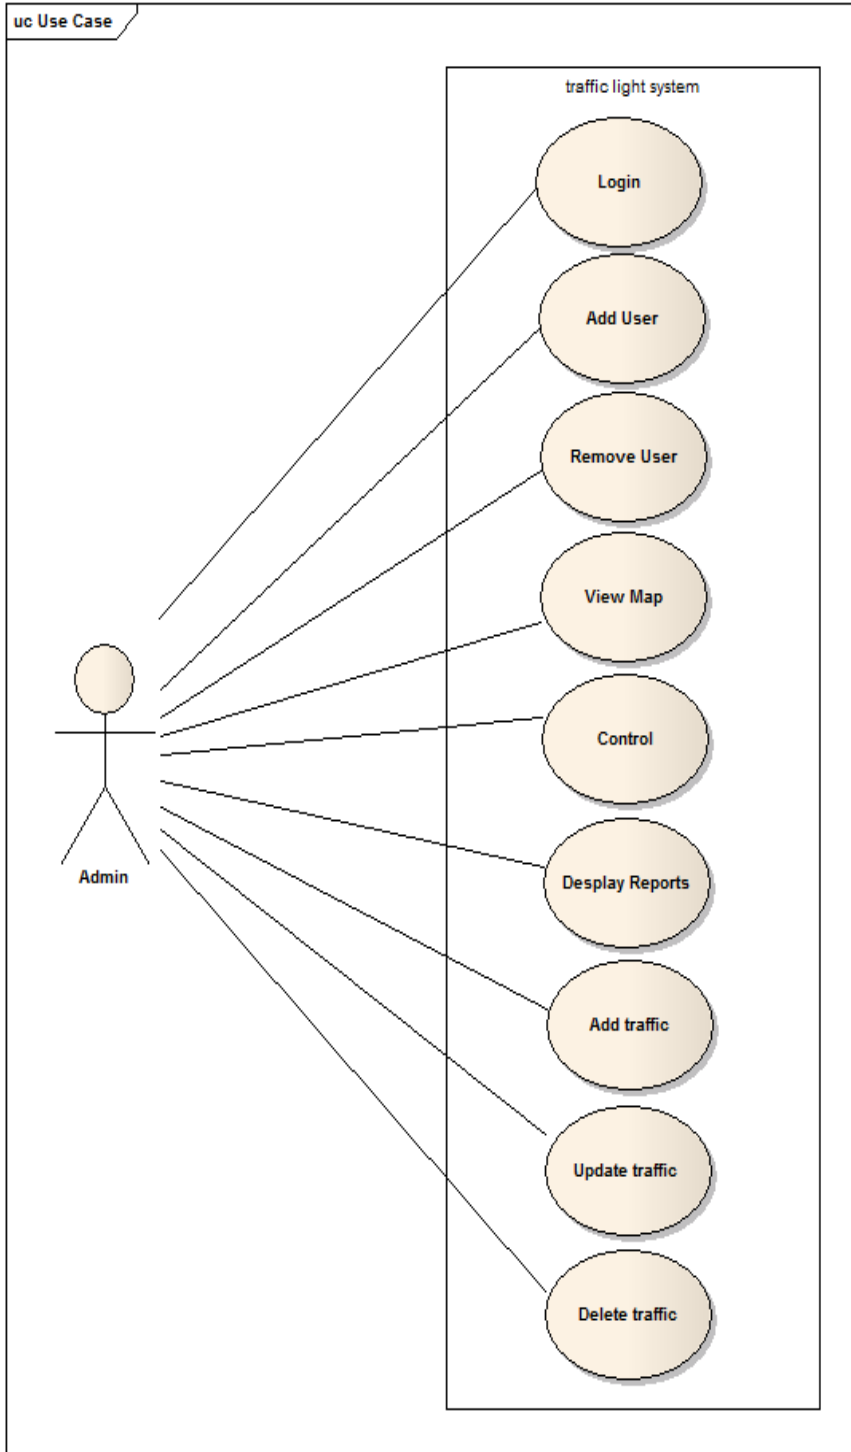 uc Use Case
traffic light system
Login
Add User
Remove User
View Map
Control
Desplay Reports
Admin
Add traffic
Update traffic
Delete traffic